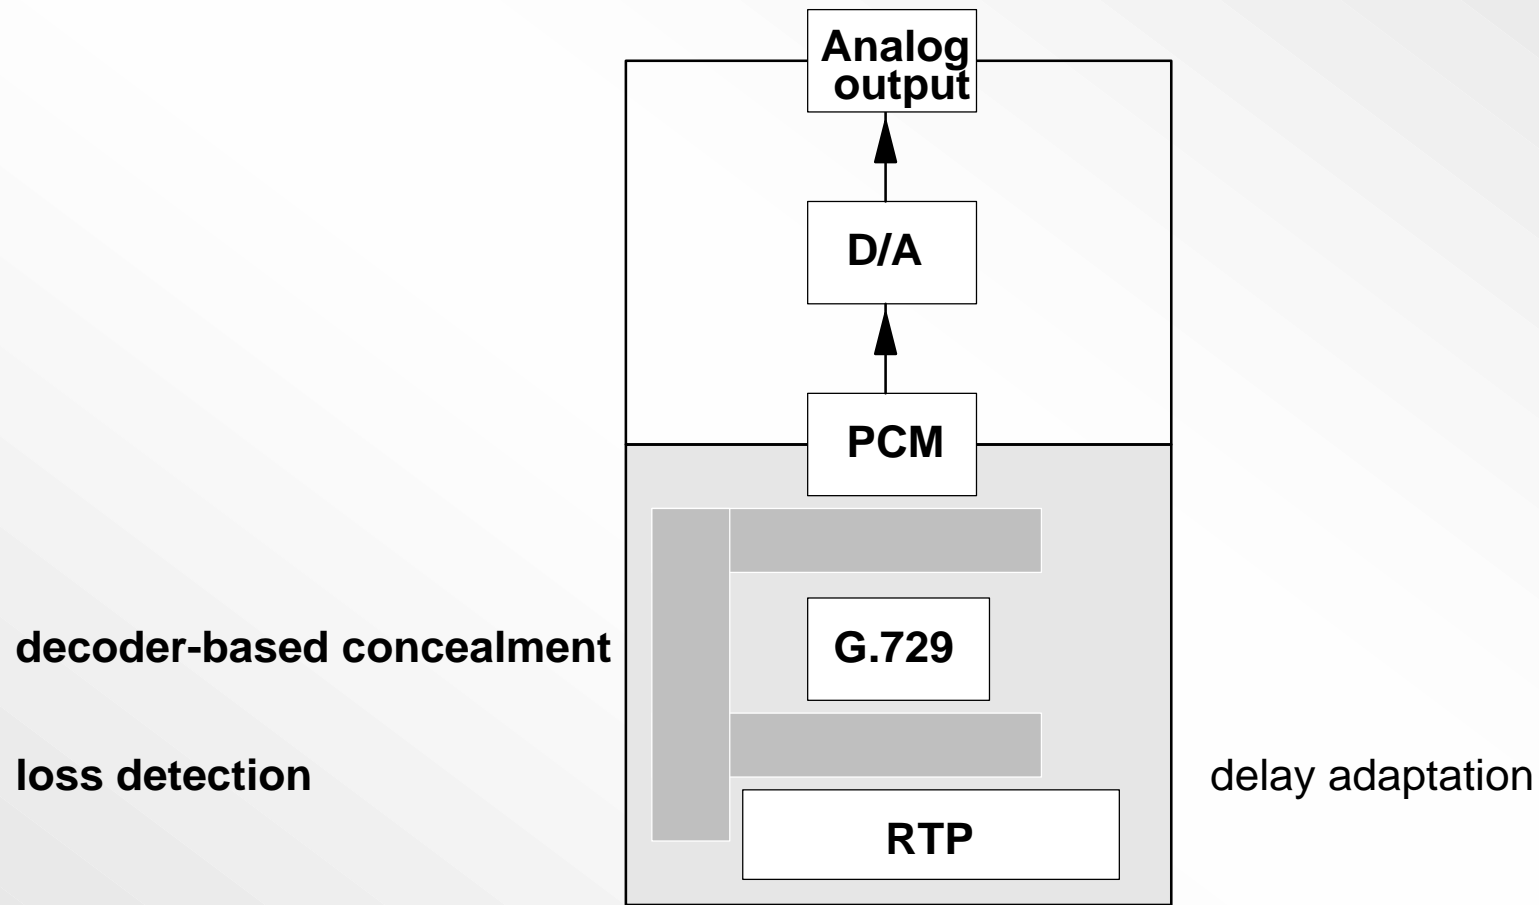 Analog
output
D/A
PCM
decoder-based concealment
G.729
loss detection
delay adaptation
RTP